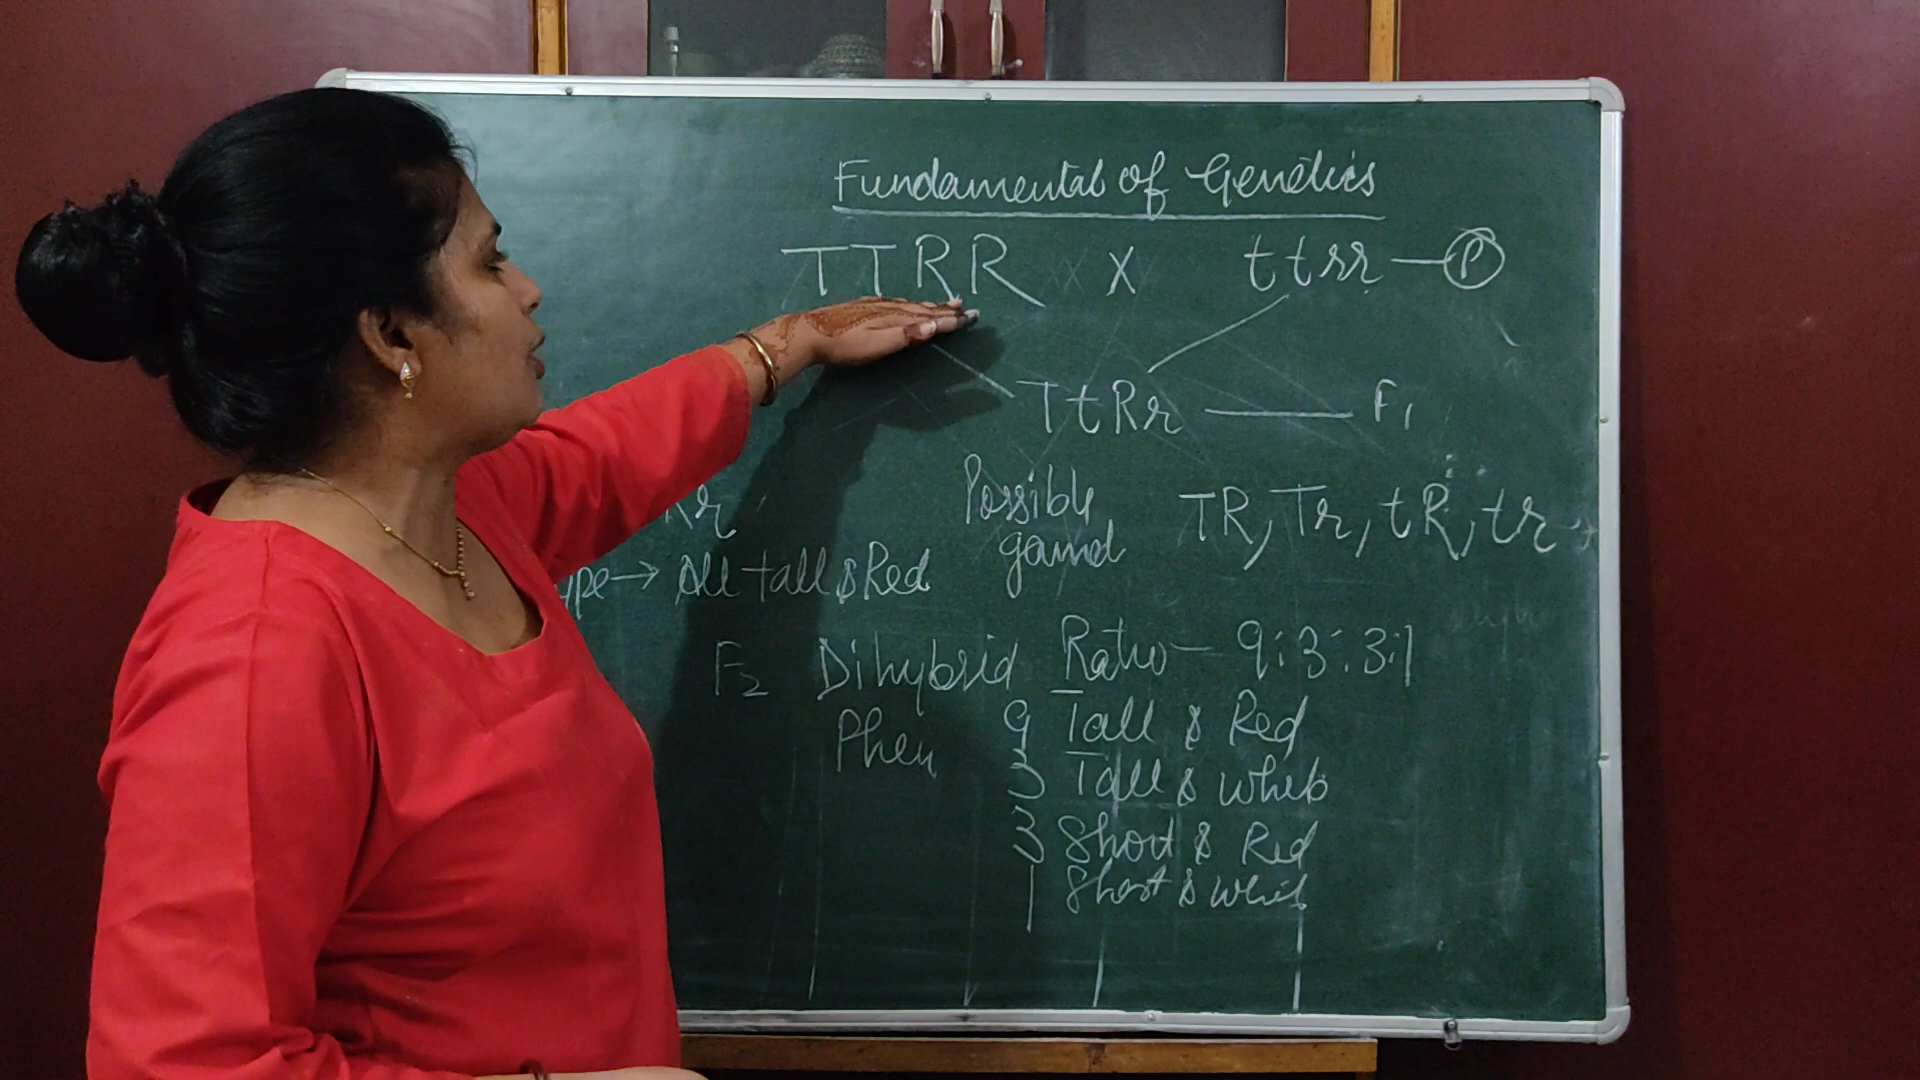 Fundamental of Genetics
TTRR x ttrr — P
TtRr — F1
Possible TR, Tr, tR, tr
Rr
ype → All tall & Red
F2 Dihybrid Ratio — 9:3:3:1
Phen 9 Tall & Red
3 Tall & White
3 Short & Red
1 Short & White